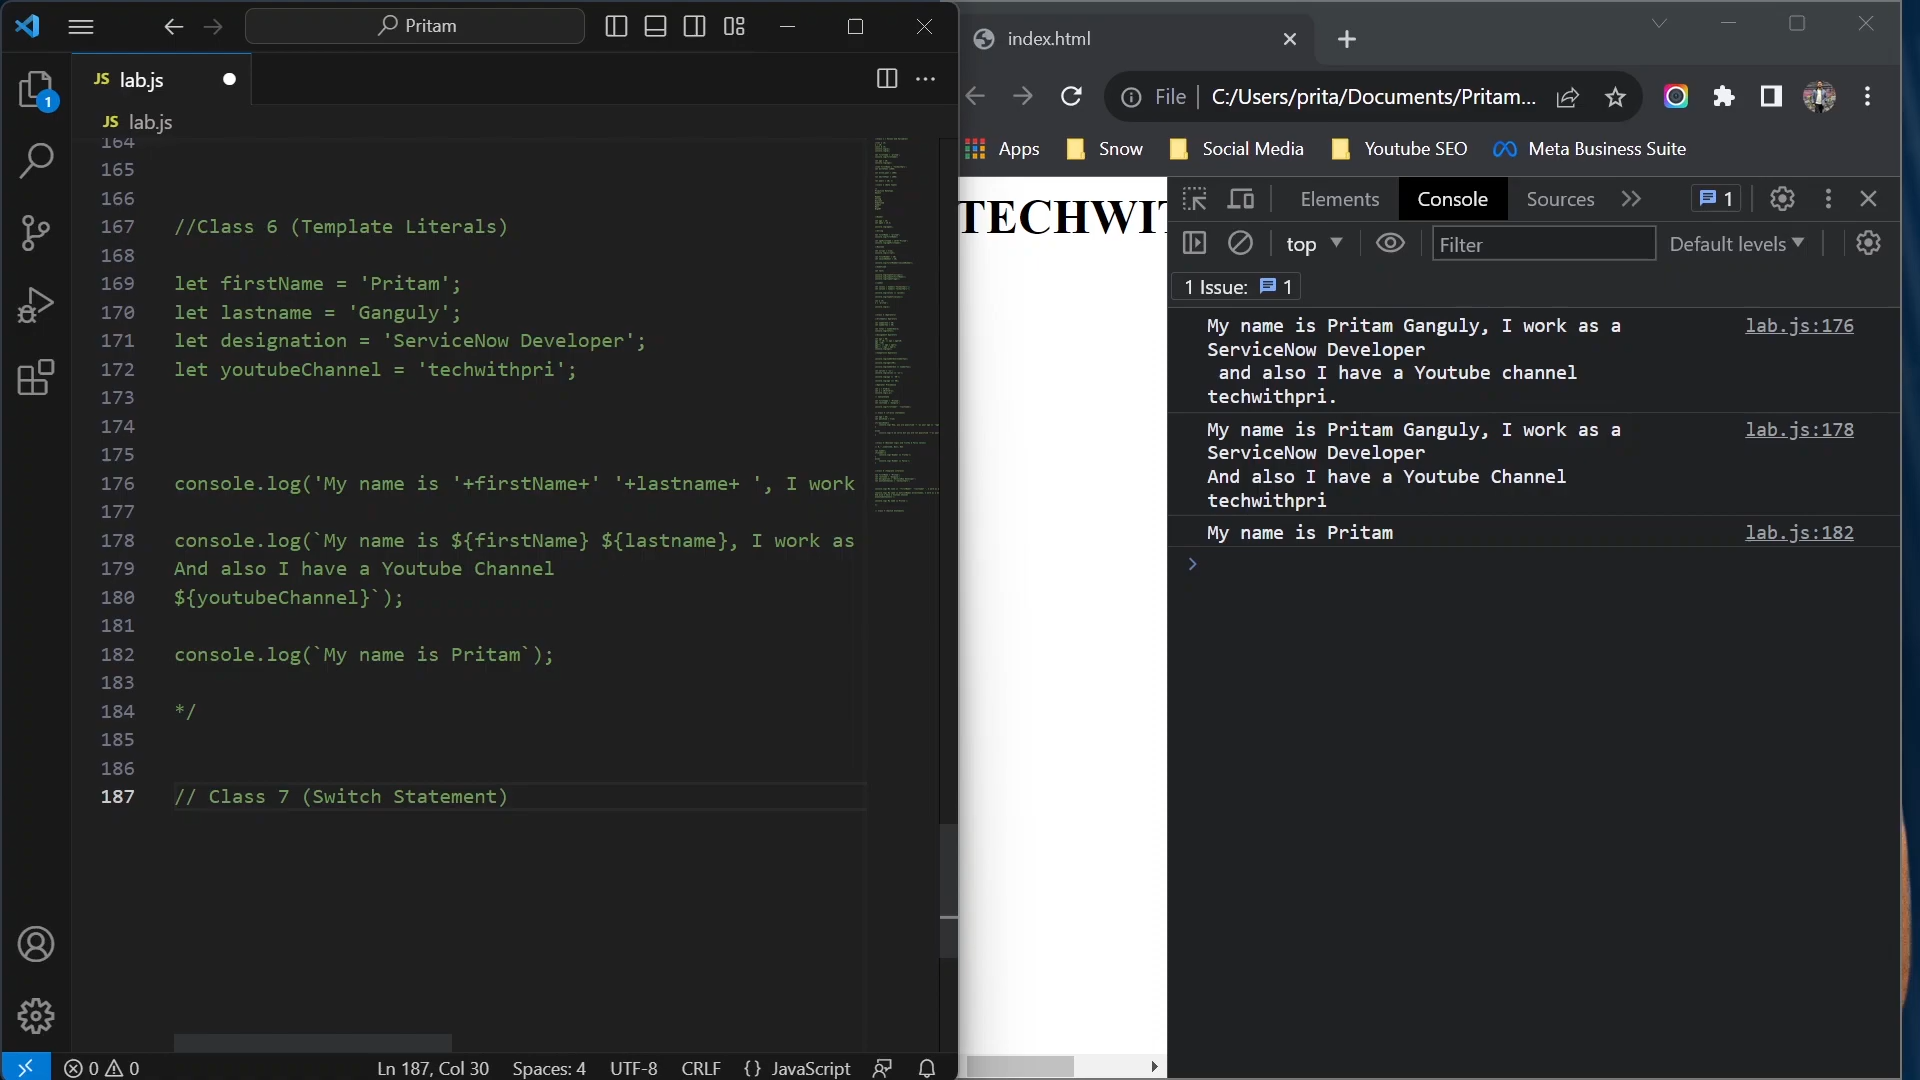 Pritam
JS lab.js
JS lab.js
1
164
165
166
167 //Class 6 (Template Literals)
168
169 let firstName = 'Pritam';
170 let lastname = 'Ganguly';
171 let designation = 'ServiceNow Developer';
172 let youtubeChannel = 'techwithpri';
173
174
175
176 console.log('My name is '+firstName+' '+lastname+ ', I work
177
178 console.log(`My name is ${firstName} ${lastname}, I work as
179 And also I have a Youtube Channel
180 ${youtubeChannel}`);
181
182 console.log(`My name is Pritam`);
183
184 */
185
186
187 // Class 7 (Switch Statement)
0 0 Ln 187, Col 30 Spaces: 4 UTF-8 CRLF {} JavaScript
index.html
File C:/Users/prita/Documents/Pritam...
Apps Snow Social Media Youtube SEO Meta Business Suite
TECHWIT
Elements Console Sources 1
top Filter Default levels
1 Issue: 1
My name is Pritam Ganguly, I work as a lab.js:176
ServiceNow Developer
and also I have a Youtube channel
techwithpri.
My name is Pritam Ganguly, I work as a lab.js:178
ServiceNow Developer
And also I have a Youtube Channel
techwithpri
My name is Pritam lab.js:182